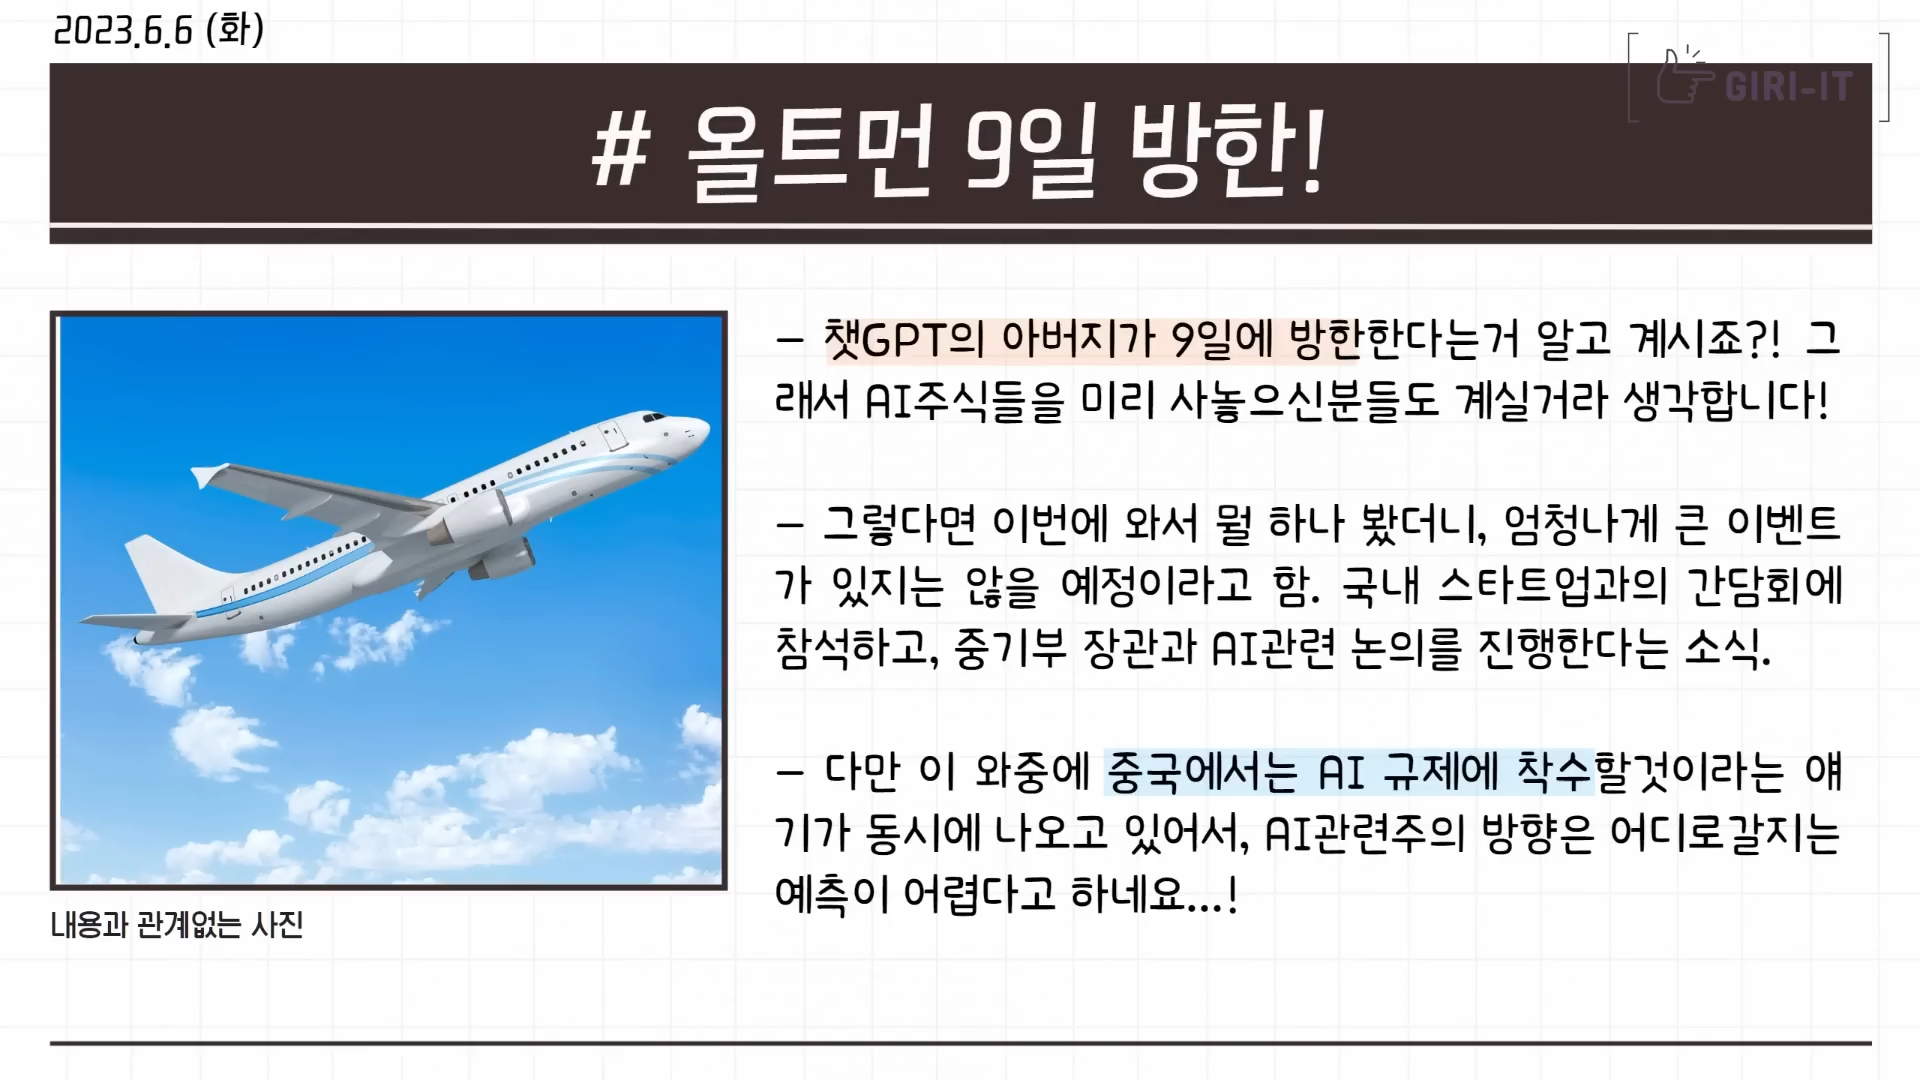 2023.6.6 (화)
GIRI-IT
# 올트먼 9일 방한!
- 챗GPT의 아버지가 9일에 방한한다는거 알고 계시죠?! 그
래서 AI주식들을 미리 사놓으신분들도 계실거라 생각합니다!
- 그렇다면 이번에 와서 뭘 하나 봤더니, 엄청나게 큰 이벤트
가 있지는 않을 예정이라고 함. 국내 스타트업과의 간담회에
참석하고, 중기부 장관과 AI관련 논의를 진행한다는 소식.
- 다만 이 와중에 중국에서는 AI 규제에 착수할것이라는 얘
기가 동시에 나오고 있어서, AI관련주의 방향은 어디로갈지는
예측이 어렵다고 하네요...!
내용과 관계없는 사진